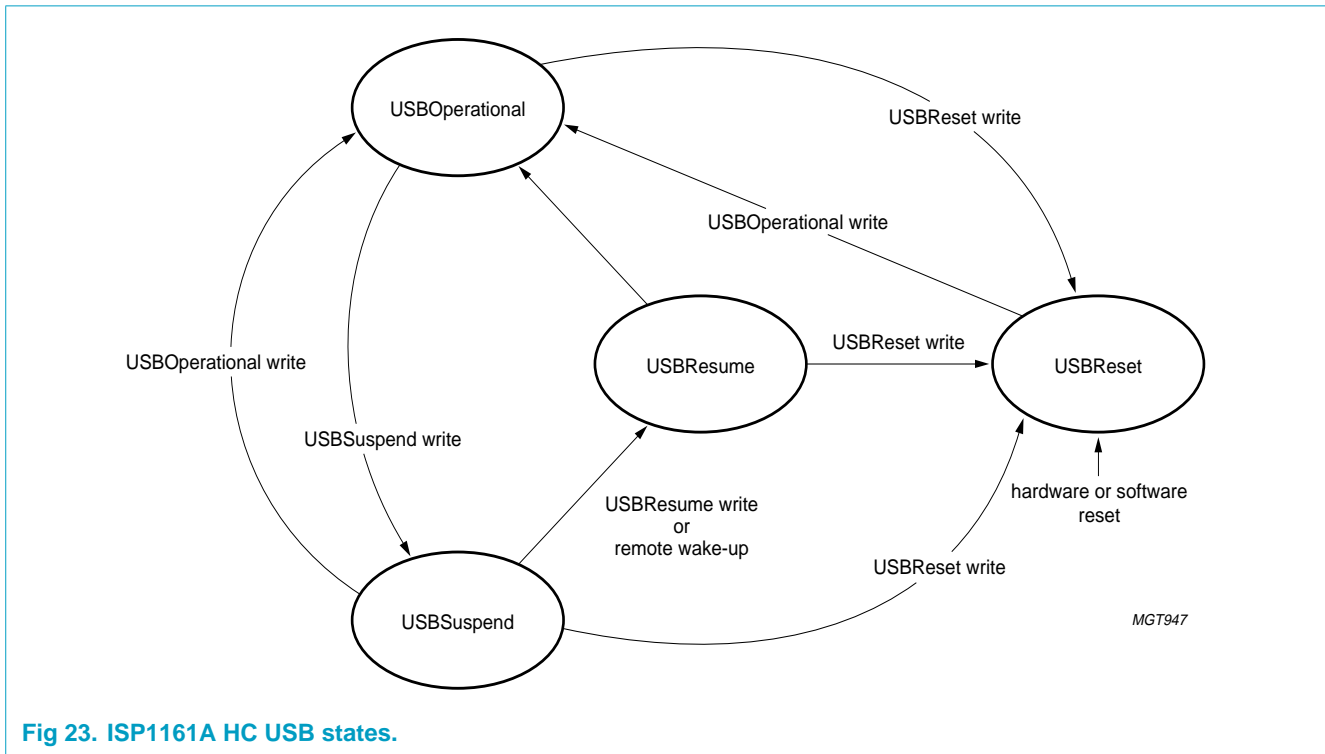 USBOperational
USBReset write
USBOperational write
USBReset write
USBResume
USBReset
USBOperational write
USBSuspend write
hardware or software
reset
USBResume write
or
remote wake-up
USBReset write
USBSuspend
MGT947
Fig 23. ISP1161A HC USB states.